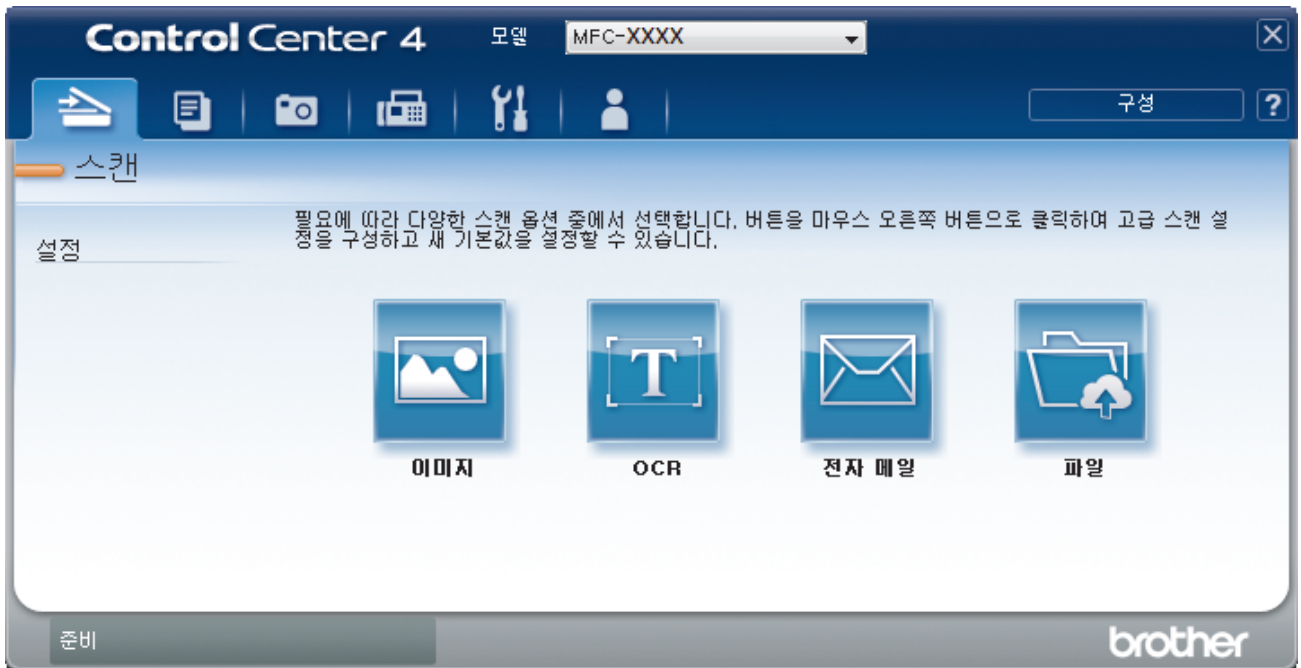 Control Center 4 모델 MFC-XXXX
구성 ?
스캔
설정
필요에 따라 다양한 스캔 옵션 중에서 선택합니다. 버튼을 마우스 오른쪽 버튼으로 클릭하여 고급 스캔 설
정을 구성하고 새 기본값을 설정할 수 있습니다.
T
이미지 OCR 전자 메일 파일
준비 brother